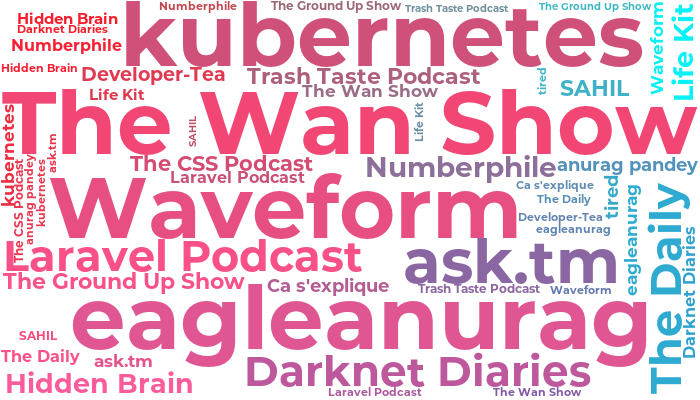 Numberphile
The Ground Up Show
Trash Taste Podcast
The Ground Up Show
Hidden Brain
Darknet Diaries
Numberphile
kubernetes
Waveform
Life Kit
Hidden Brain
Developer-Tea
Trash Taste Podcast
tired
SAHIL
Life Kit
The Wan Show
kubernetes
The Wan Show
SAHIL
Life Kit
ask.tm
The CSS Podcast
Numberphile
anurag pandey
The CSS Podcast
anurag pandey
kubernetes
Laravel Podcast
Waveform
Ca s'explique
The Daily
tired
eagleanurag
The Daily
Developer-Tea
eagleanurag
Darknet Diaries
Laravel Podcast
ask.tm
The Ground Up Show
Ca s'explique
Trash Taste Podcast
Waveform
eagleanurag
SAHIL
The Daily
ask.tm
Darknet Diaries
Hidden Brain
Laravel Podcast
The Wan Show